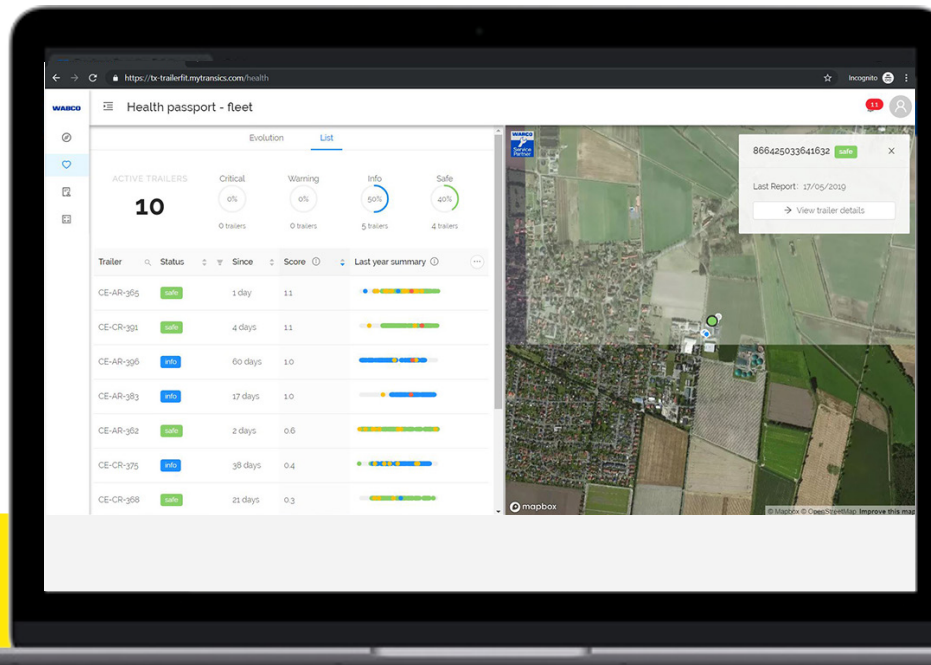 https://tx-trailerfit.mytransics.com/health
Incognito
WABCO
Health passport - fleet
11
Evolution
List
ACTIVE TRAILERS
10
Critical
0%
0 trailers
Warning
0%
0 trailers
Info
50%
5 trailers
Safe
40%
4 trailers
Trailer Status Since Score Last year summary
CE-AR-365 safe 1 day 1.1
CE-CR-391 safe 4 days 1.1
CE-AR-396 info 60 days 1.0
CE-AR-383 info 17 days 1.0
CE-AR-362 safe 2 days 0.6
CE-CR-375 info 38 days 0.4
CE-CR-368 safe 21 days 0.3
WABCO
Service
Partner
866425033641632 safe
Last Report: 17/05/2019
View trailer details
mapbox
© Mapbox © OpenStreetMap Improve this map